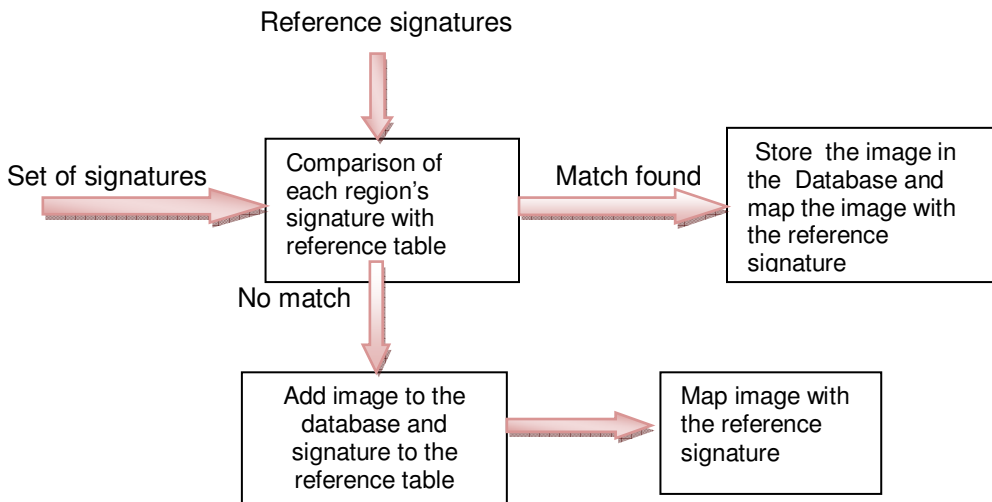 Reference signatures
Set of signatures
Comparison of
each region's
signature with
reference table
Match found
Store the image in
the Database and
map the image with
the reference
signature
No match
Add image to the
database and
signature to the
reference table
Map image with
the reference
signature